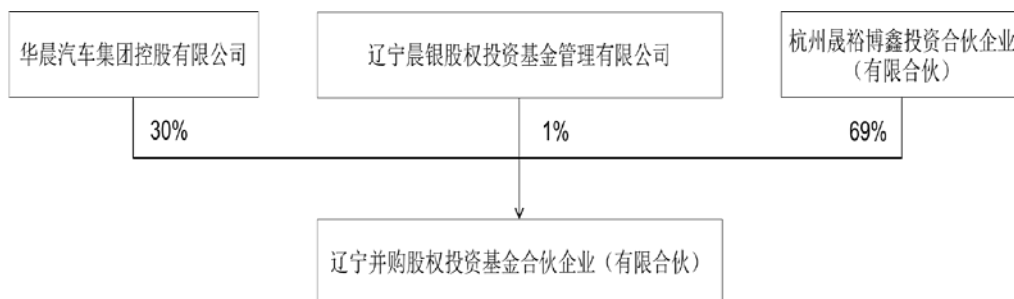 华晨汽车集团控股有限公司
辽宁晨银股权投资基金管理有限公司
杭州晟裕博鑫投资合伙企业
（有限合伙）
30%
1%
69%
辽宁并购股权投资基金合伙企业（有限合伙）